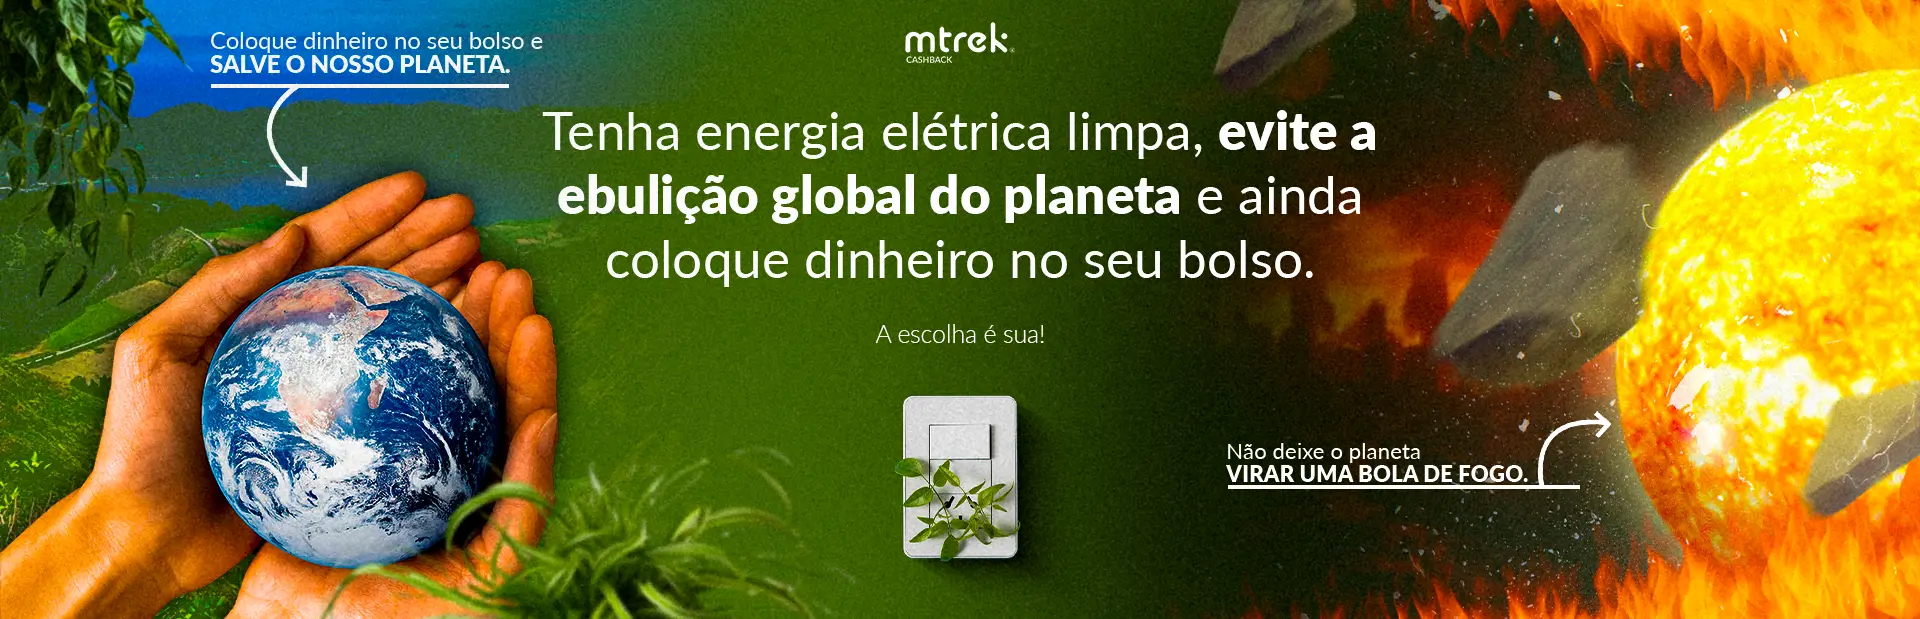 Coloque dinheiro no seu bolso e
SALVE O NOSSO PLANETA.
mtrek
CASHBACK
Tenha energia elétrica limpa, evite a
ebulição global do planeta e ainda
coloque dinheiro no seu bolso.
A escolha é sua!
Não deixe o planeta
VIRAR UMA BOLA DE FOGO.